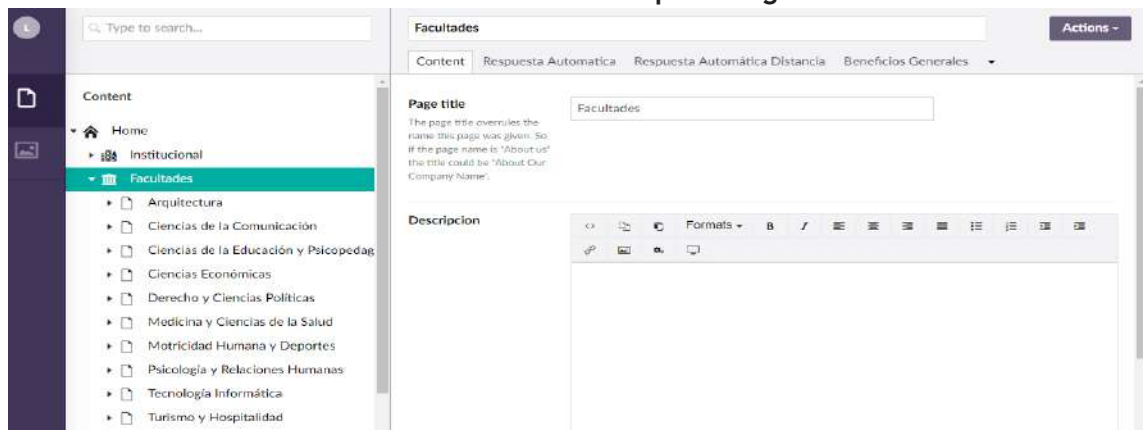 L
Type to search...
Facultades
Actions
Content Respuesta Automatica Respuesta Automática Distancia Beneficios Generales
Content
Home
Institucional
Facultades
Arquitectura
Ciencias de la Comunicación
Ciencias de la Educación y Psicopedag
Ciencias Económicas
Derecho y Ciencias Políticas
Medicina y Ciencias de la Salud
Motricidad Humana y Deportes
Psicología y Relaciones Humanas
Tecnología Informática
Turismo y Hospitalidad
Page title
The page title overrules the
name this page was given. So
if the page name is "About us"
the title could be "About Our
Company Name".
Facultades
Descripcion
Formats B I